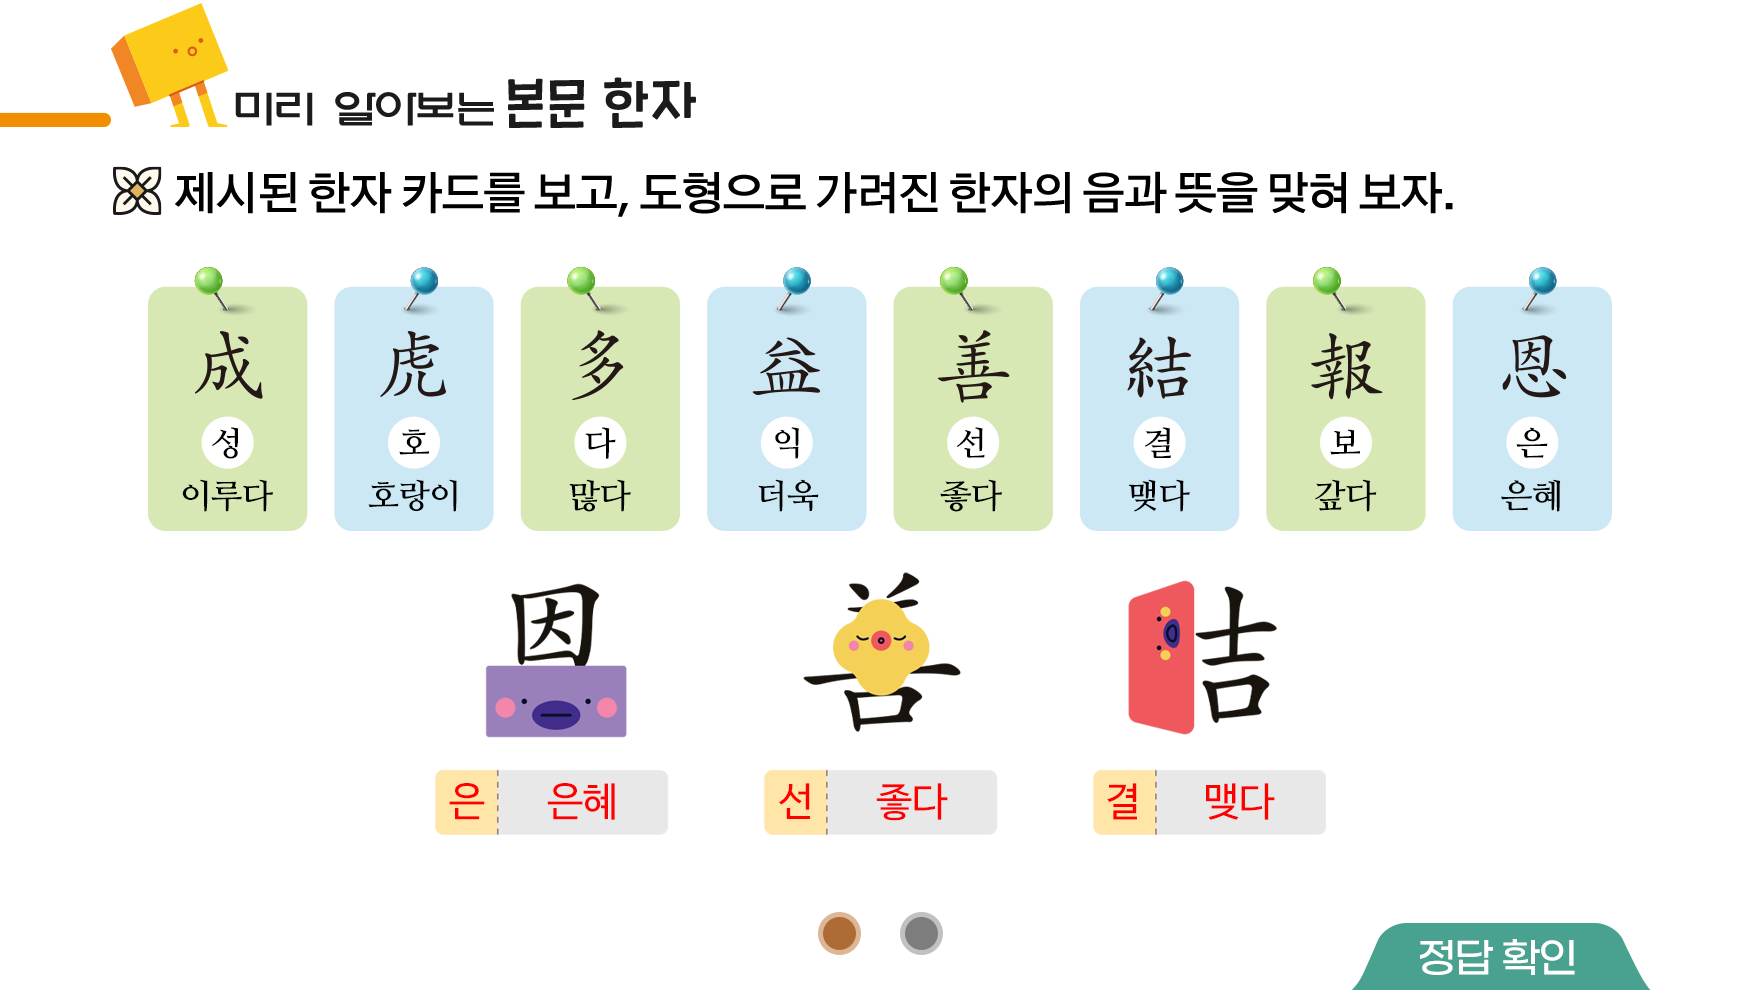 미리 알아보는 본문 한자
제시된 한자 카드를 보고, 도형으로 가려진 한자의 음과 뜻을 맞혀 보자.
成 虎 多 益 善 結 報 恩
성 호 다 익 선 결 보 은
이루다 호랑이 많다 더욱 좋다 맺다 갚다 은혜
은 은혜 선 좋다 결 맺다
정답 확인